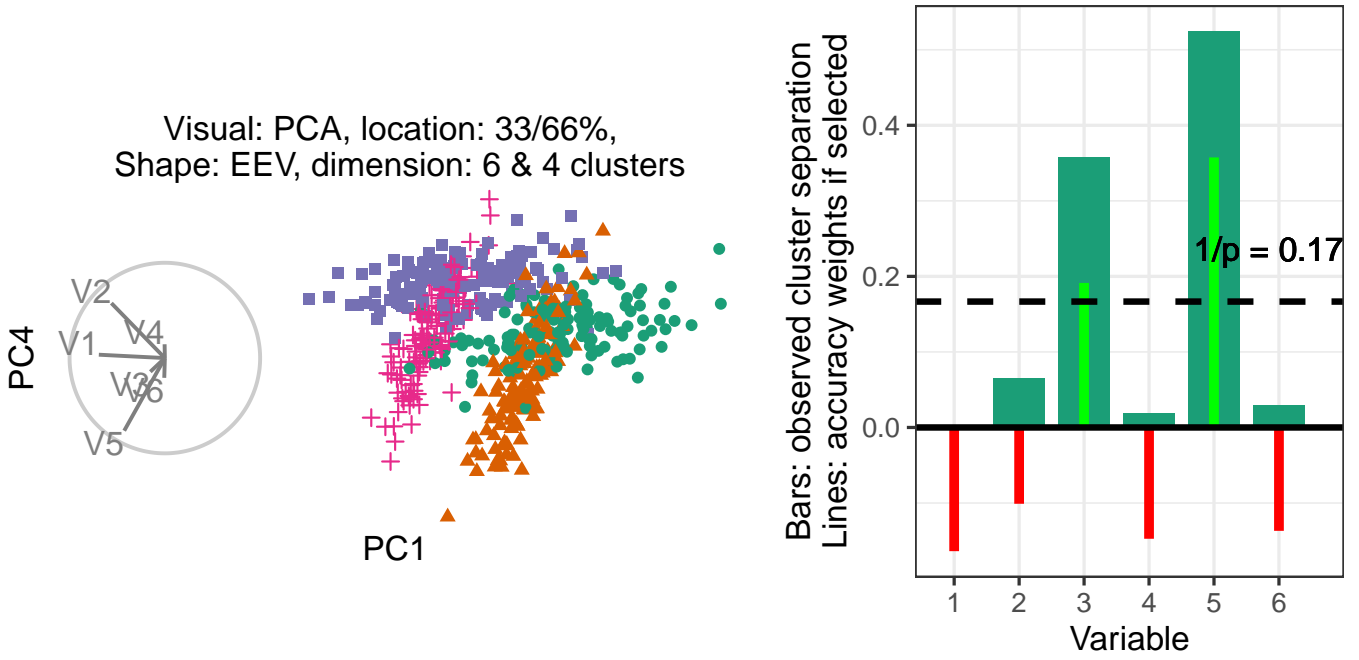 Visual: PCA, location: 33/66%,
Shape: EEV, dimension: 6 & 4 clusters
PC4
V2
V1
V4
V3
V6
V5
PC1
Bars: observed cluster separation
Lines: accuracy weights if selected
0.4
0.2
0.0
1/p = 0.17
1 2 3 4 5 6
Variable